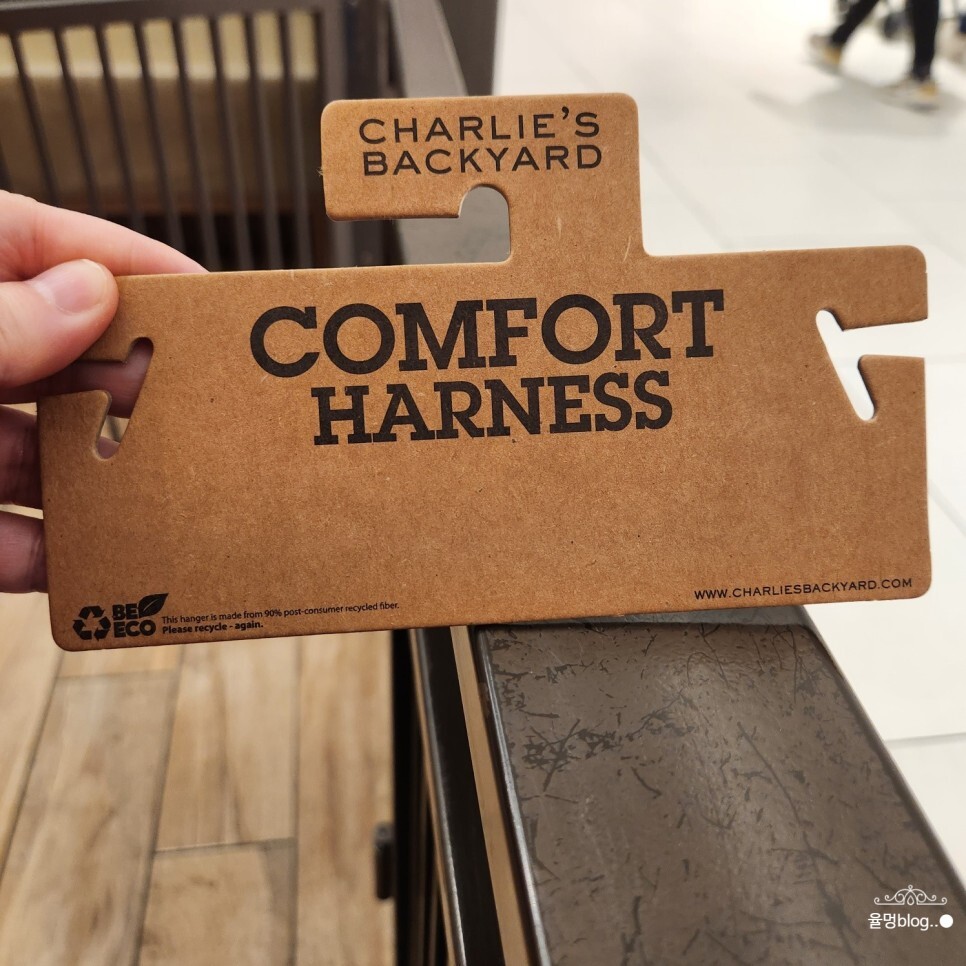 CHARLIE'S
BACKYARD
COMFORT
HARNESS
WWW.CHARLIESBACKYARD.COM
BE
ECO
This hanger is made from 90% post-consumer recycled fiber.
Please recycle - again.
율멍blog..●